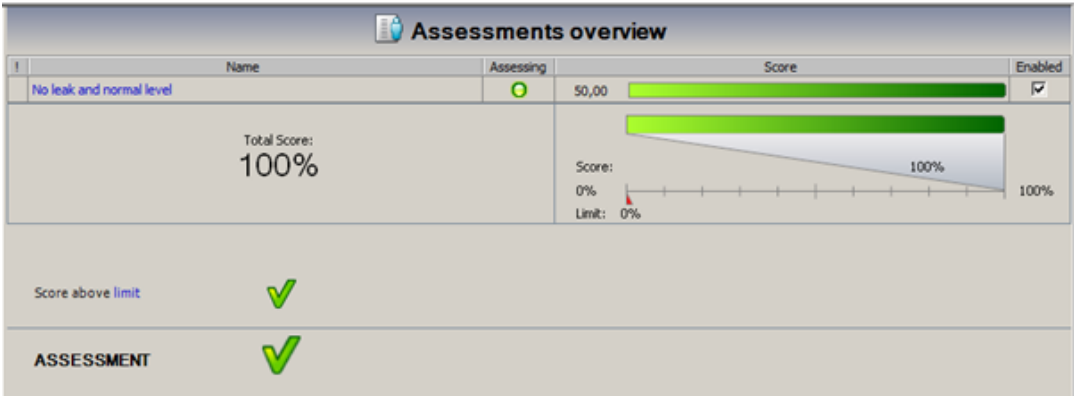 Assessments overview
! Name Assessing Score Enabled
No leak and normal level 50,00
Total Score:
100%
Score: 100%
0% 100%
Limit: 0%
Score above limit
ASSESSMENT